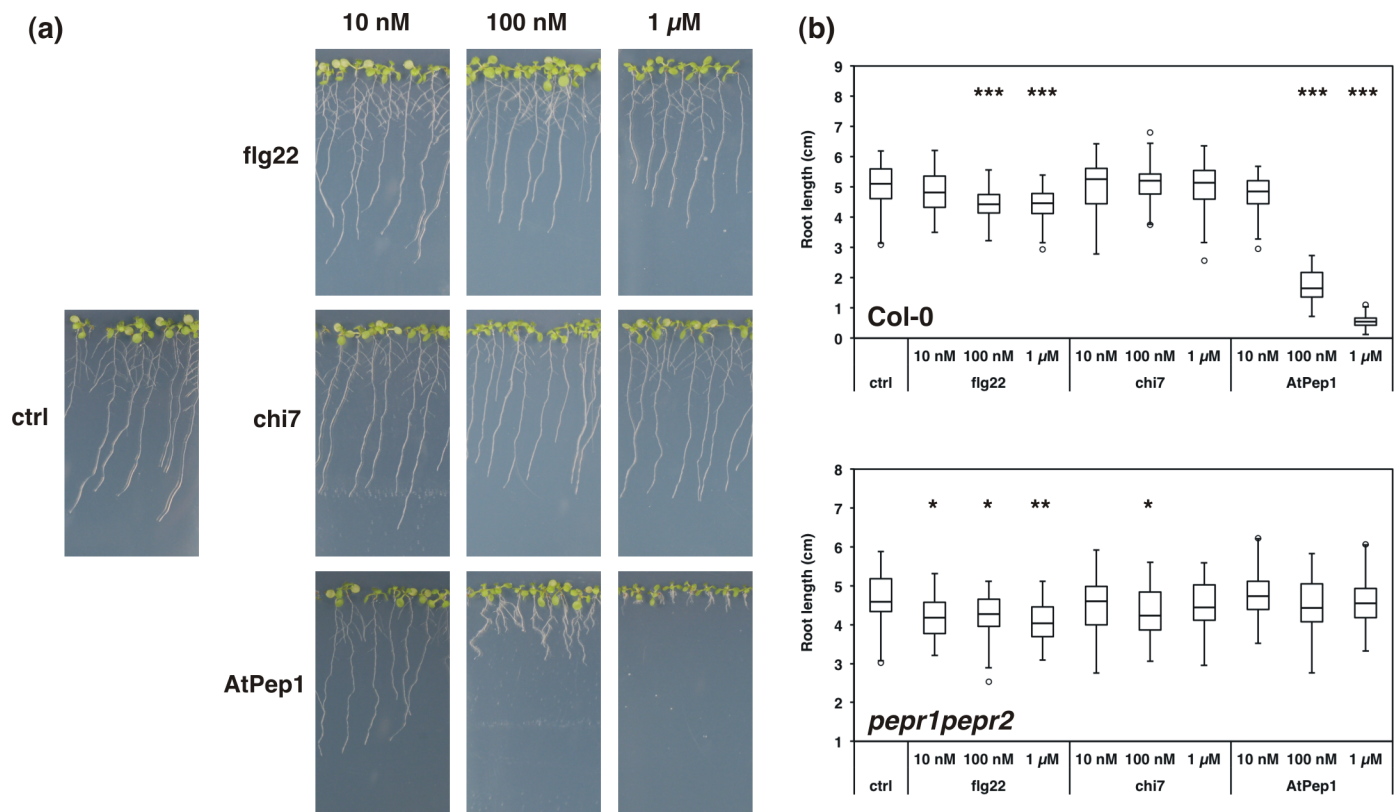 (a)
10 nM 100 nM 1 µM
flg22
ctrl
chi7
AtPep1
(b)
9
8
7
6
5
4
3
2
1
0
Root length (cm)
*** *** *** ***
Col-0
10 nM 100 nM 1 µM 10 nM 100 nM 1 µM 10 nM 100 nM 1 µM
ctrl flg22 chi7 AtPep1
8
7
6
5
4
3
2
1
Root length (cm)
* * ** *
pepr1pepr2
10 nM 100 nM 1 µM 10 nM 100 nM 1 µM 10 nM 100 nM 1 µM
ctrl flg22 chi7 AtPep1